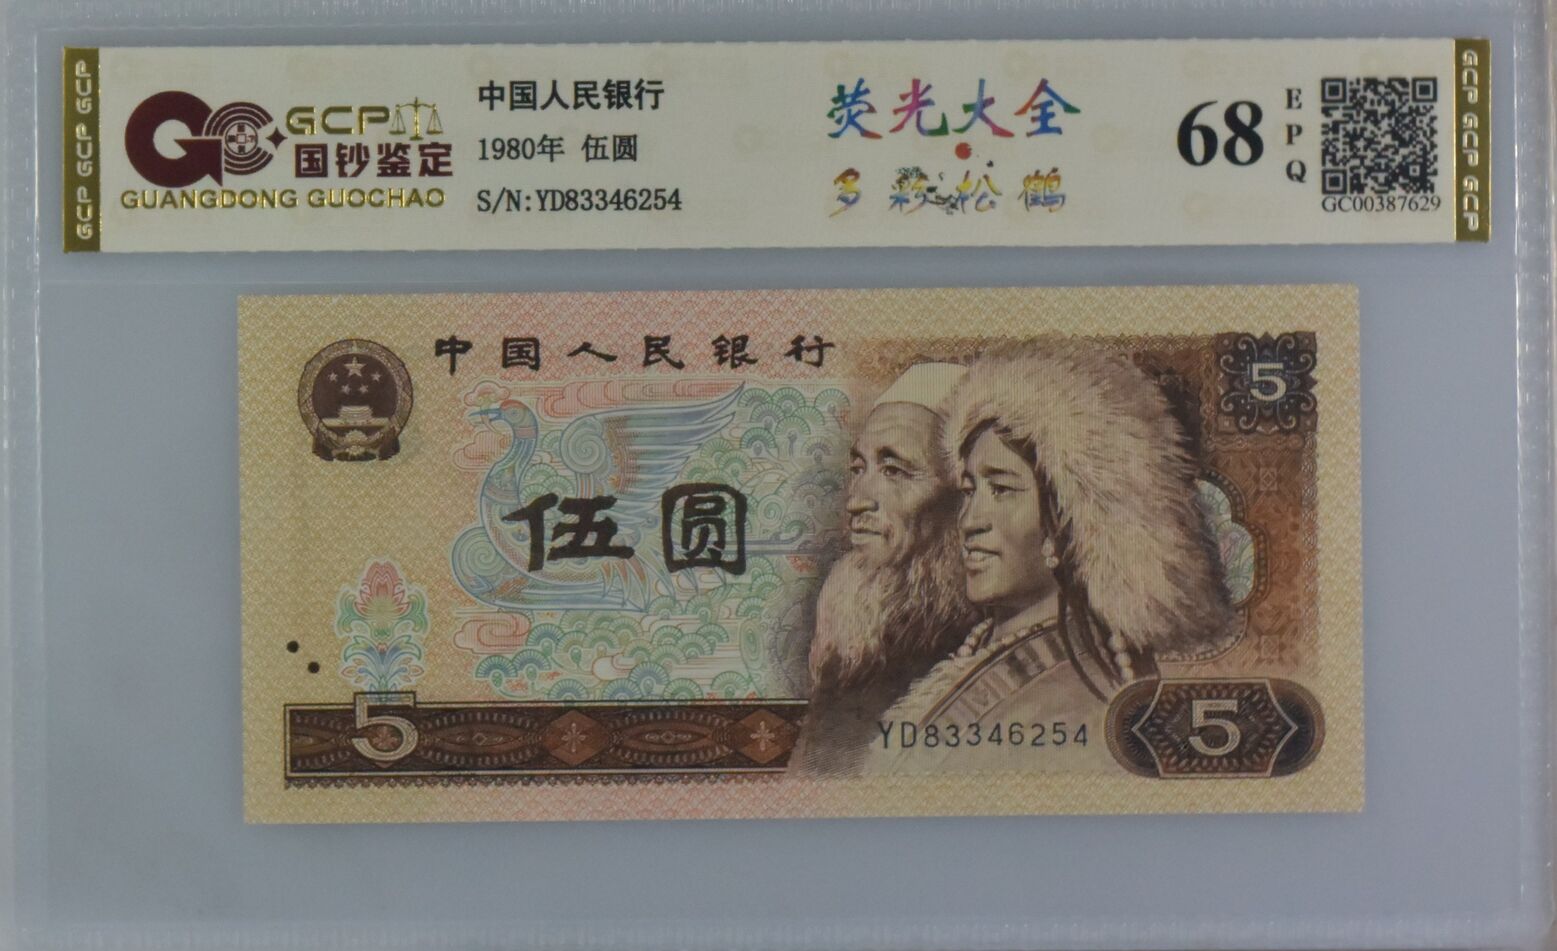 GCP GCP GCP
GC
GCP
国钞鉴定
GUANGDONG GUOCHAO
中国人民银行
1980年 伍圆
S/N:YD83346254
荧光大全
多彩松鹤
68
EPQ
GC00387629
GCP GCP GCP
中国人民银行
5
伍圆
5
YD83346254
5